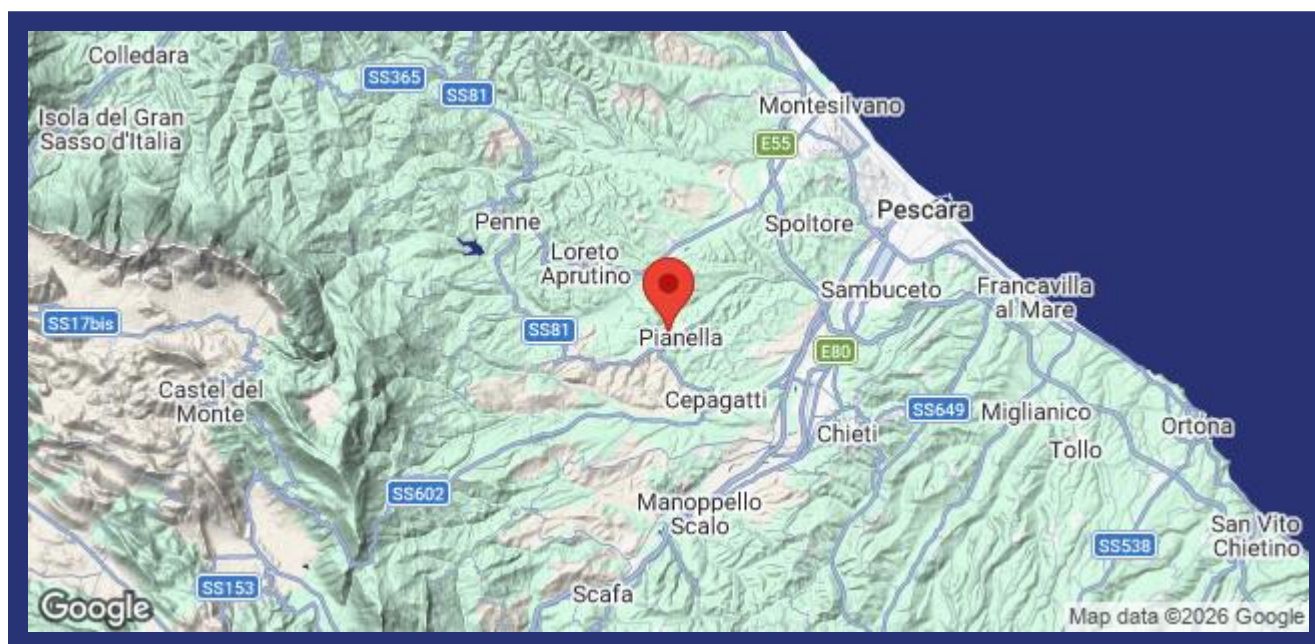 Colledara
SS365
SS81
Montesilvano
Isola del Gran
Sasso d'Italia
E55
Penne
Spoltore
Pescara
Loreto
Aprutino
Sambuceto
Francavilla
al Mare
SS17bis
SS81
Pianella
E80
Castel del
Monte
Cepagatti
SS649
Miglianico
Ortona
Chieti
Tollo
SS602
Manoppello
Scalo
San Vito
Chietino
SS538
SS153
Scafa
Google
Map data ©2026 Google